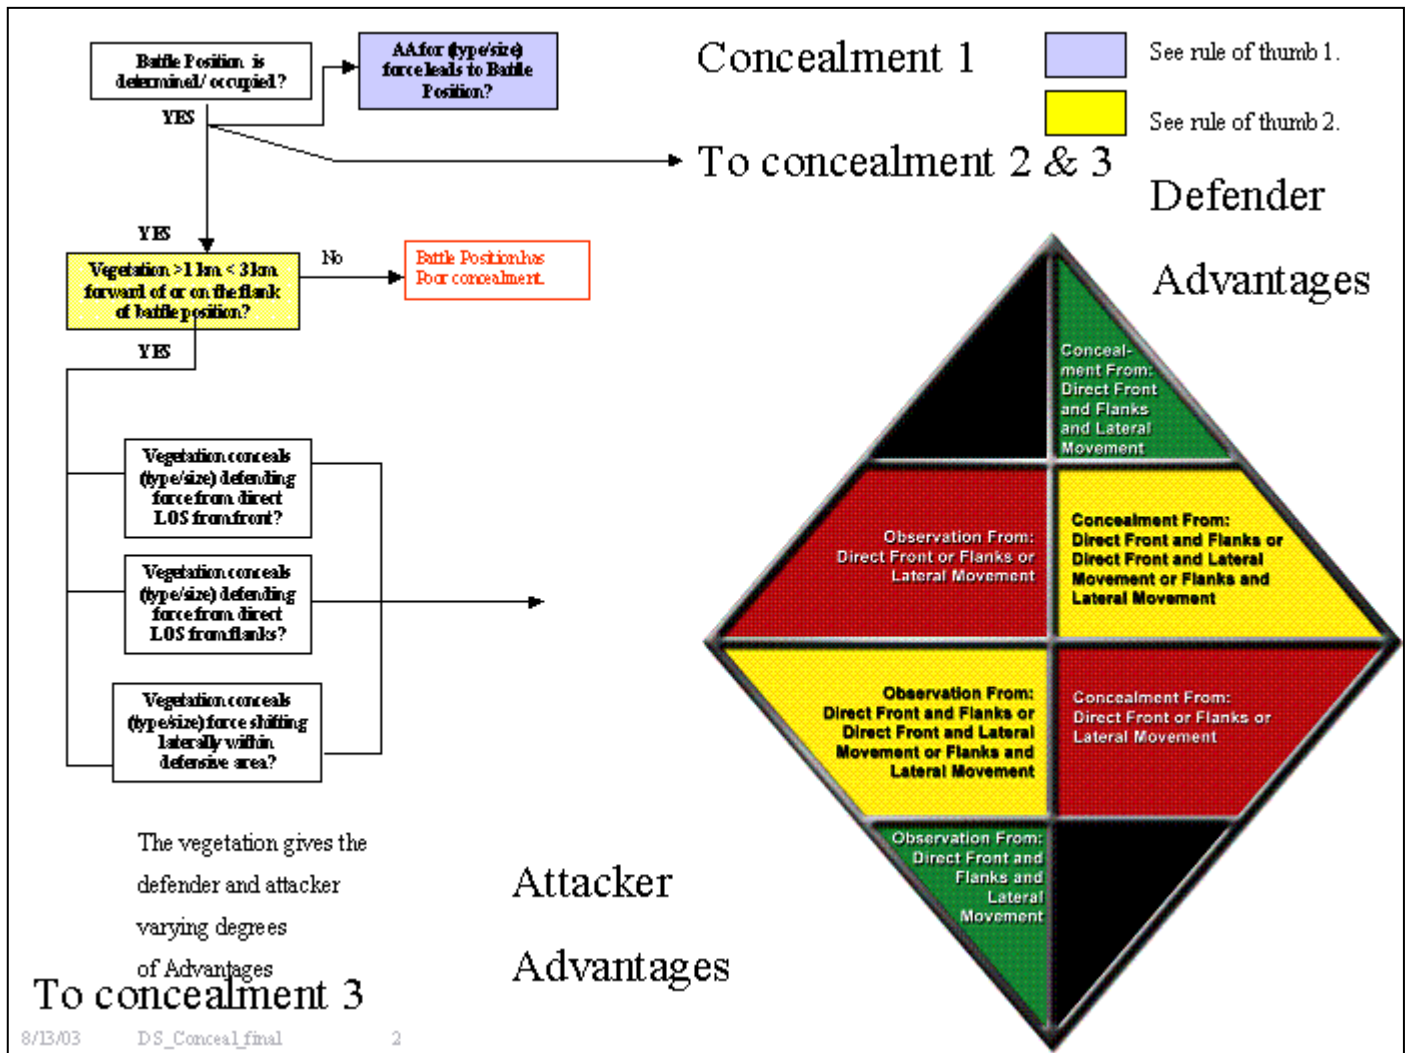 Battle Position is
determined/ occupied?
YES
AA for (type/size)
force leads to Battle
Position?
Concealment 1
See rule of thumb 1.
See rule of thumb 2.
To concealment 2 & 3
Defender
Advantages
YES
Vegetation >1 km < 3 km
forward of or on the flank
of battle position?
No
Battle Position has
Poor concealment.
YES
Vegetation conceals
(type/size) defending
force from direct
LOS from front?
Vegetation conceals
(type/size) defending
force from direct
LOS from flanks?
Vegetation conceals
(type/size) force shifting
laterally within
defensive area?
Conceal-
ment From:
Direct Front
and Flanks
and Lateral
Movement
Observation From:
Direct Front or Flanks or
Lateral Movement
Concealment From:
Direct Front and Flanks or
Direct Front and Lateral
Movement or Flanks and
Lateral Movement
Observation From:
Direct Front and Flanks or
Direct Front and Lateral
Movement or Flanks and
Lateral Movement
Concealment From:
Direct Front or Flanks or
Lateral Movement
Observation From:
Direct Front and
Flanks and
Lateral
Movement
The vegetation gives the
defender and attacker
varying degrees
of Advantages
Attacker
Advantages
To concealment 3
8/13/03 DS_Conceal_final 2